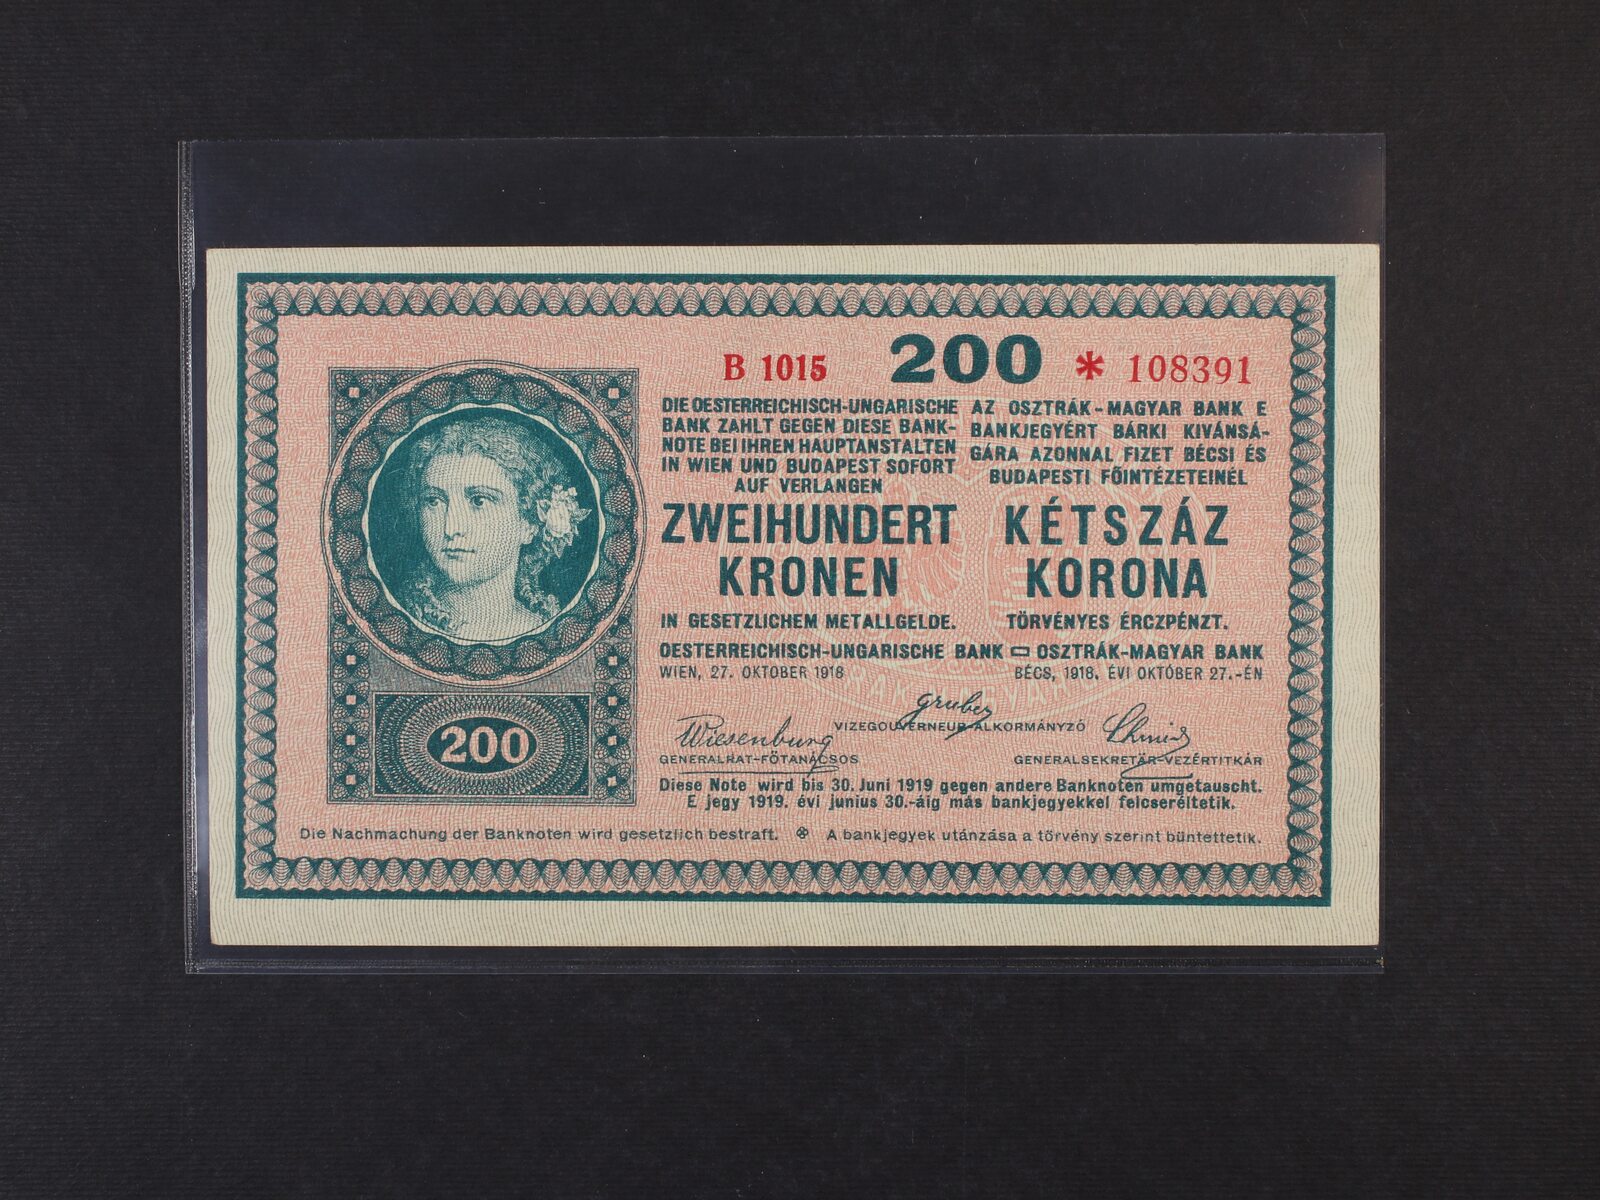 B 1015 200 * 108391
DIE OESTERREICHISCH-UNGARISCHE
BANK ZAHLT GEGEN DIESE BANK-
NOTE BEI IHREN HAUPTANSTALTEN
IN WIEN UND BUDAPEST SOFORT
AUF VERLANGEN
ZWEIHUNDERT
KRONEN
IN GESETZLICHEM METALLGELDE.
OESTERREICHISCH-UNGARISCHE BANK
WIEN, 27. OKTOBER 1918
AZ OSZTRÁK-MAGYAR BANK E
BANKJEGYÉRT BÁRKI KIVÁNSÁ-
GÁRA AZONNAL FIZET BÉCSI ÉS
BUDAPESTI FŐINTÉZETEINÉL
KÉTSZÁZ
KORONA
TÖRVÉNYES ÉRCZPÉNZT.
OSZTRÁK-MAGYAR BANK
BÉCS, 1918. ÉVI OKTÓBER 27.-ÉN
Gruber
VIZEGOUVERNEUR-ALKORMÁNYZÓ
Wiesenburg
GENERALRAT-FŐTANÁCSOS
Schmid
GENERALSEKRETÄR-VEZÉRTITKÁR
200
Diese Note wird bis 30. Juni 1919 gegen andere Banknoten umgetauscht.
E jegy 1919. évi junius 30.-áig más bankjegyekkel felcseréltetik.
Die Nachmachung der Banknoten wird gesetzlich bestraft.
A bankjegyek utánzása a törvény szerint büntettetik.